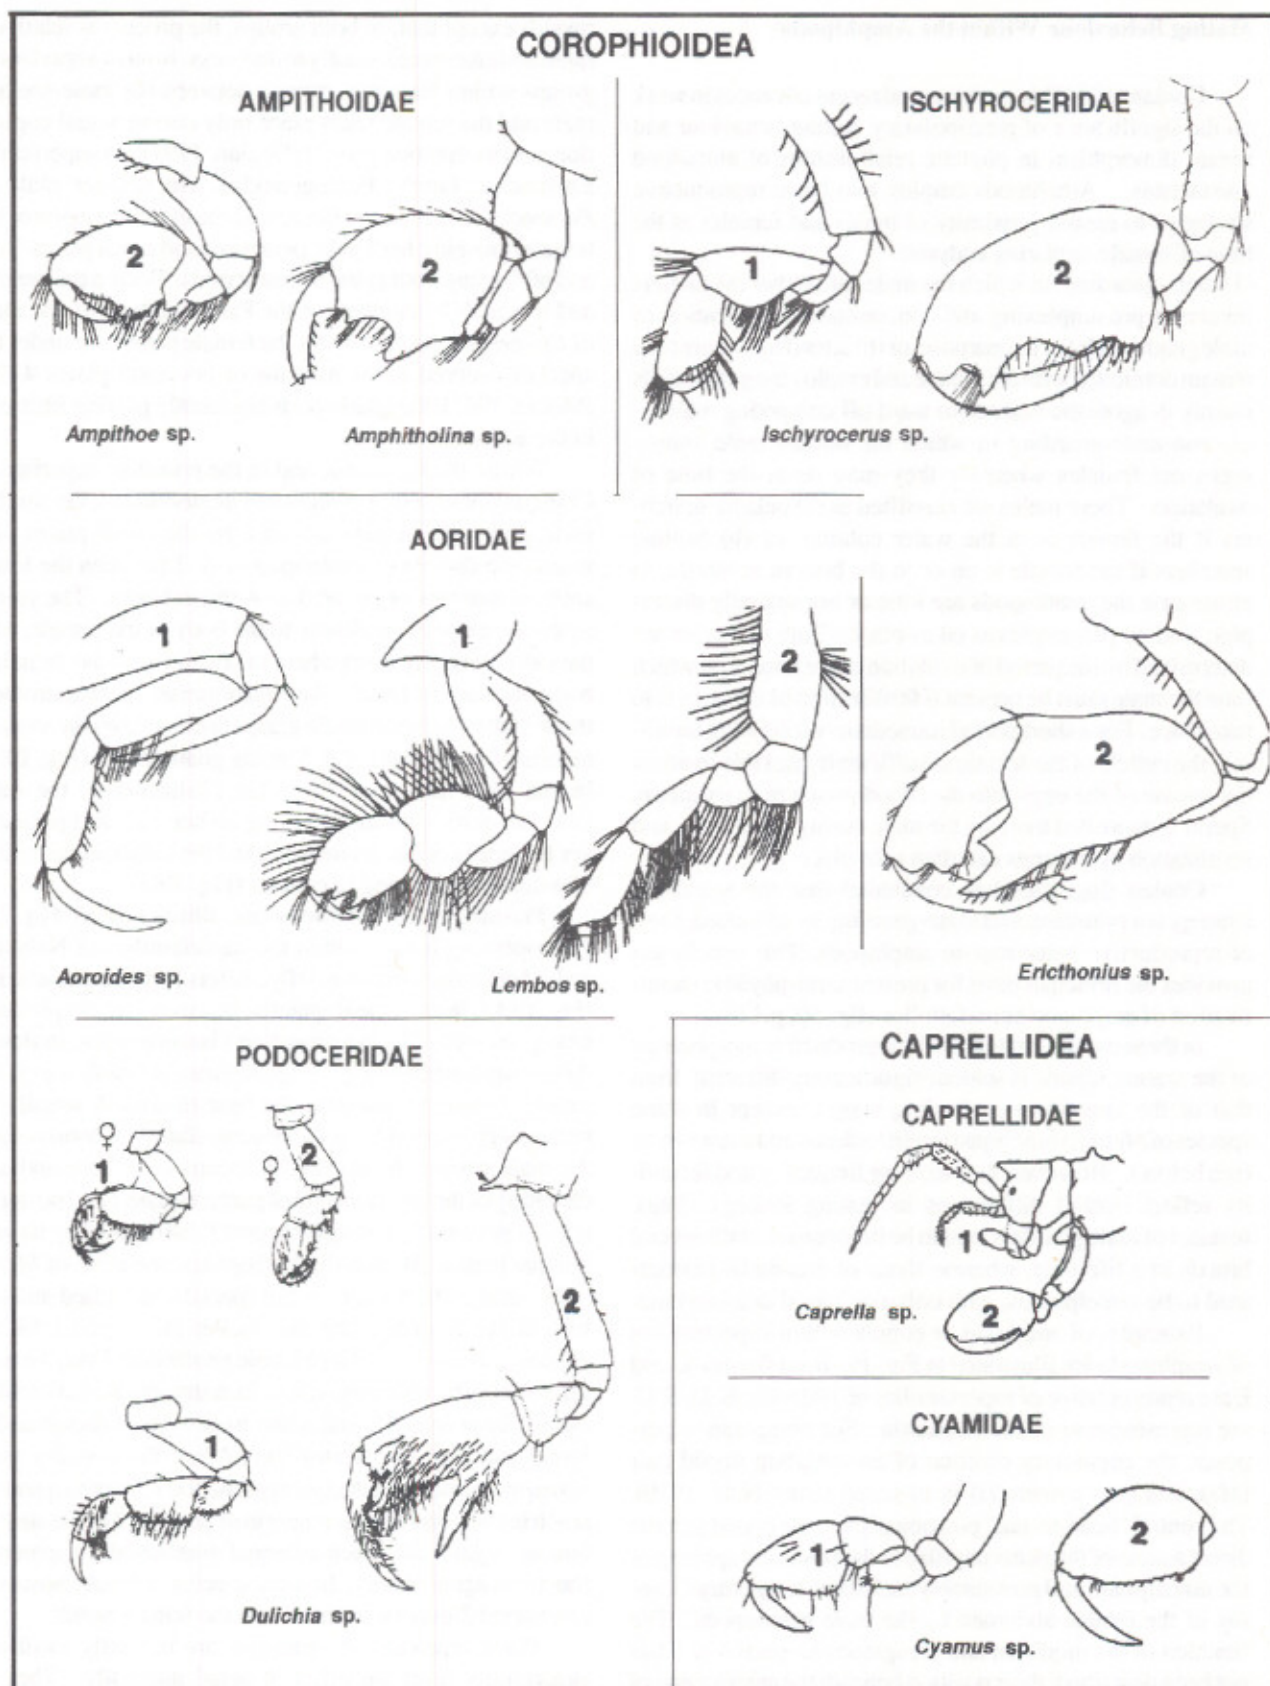 COROPHIOIDEA
AMPITHOIDAE
2
2
Ampithoe sp.
Amphitholina sp.
ISCHYROCERIDAE
1
2
Ischyrocerus sp.
AORIDAE
1
1
2
Aoroides sp.
Lembos sp.
2
Ericthonius sp.
PODOCERIDAE
♀
1
♀
2
2
1
Dulichia sp.
CAPRELLIDEA
CAPRELLIDAE
1
2
Caprella sp.
CYAMIDAE
1
2
Cyamus sp.